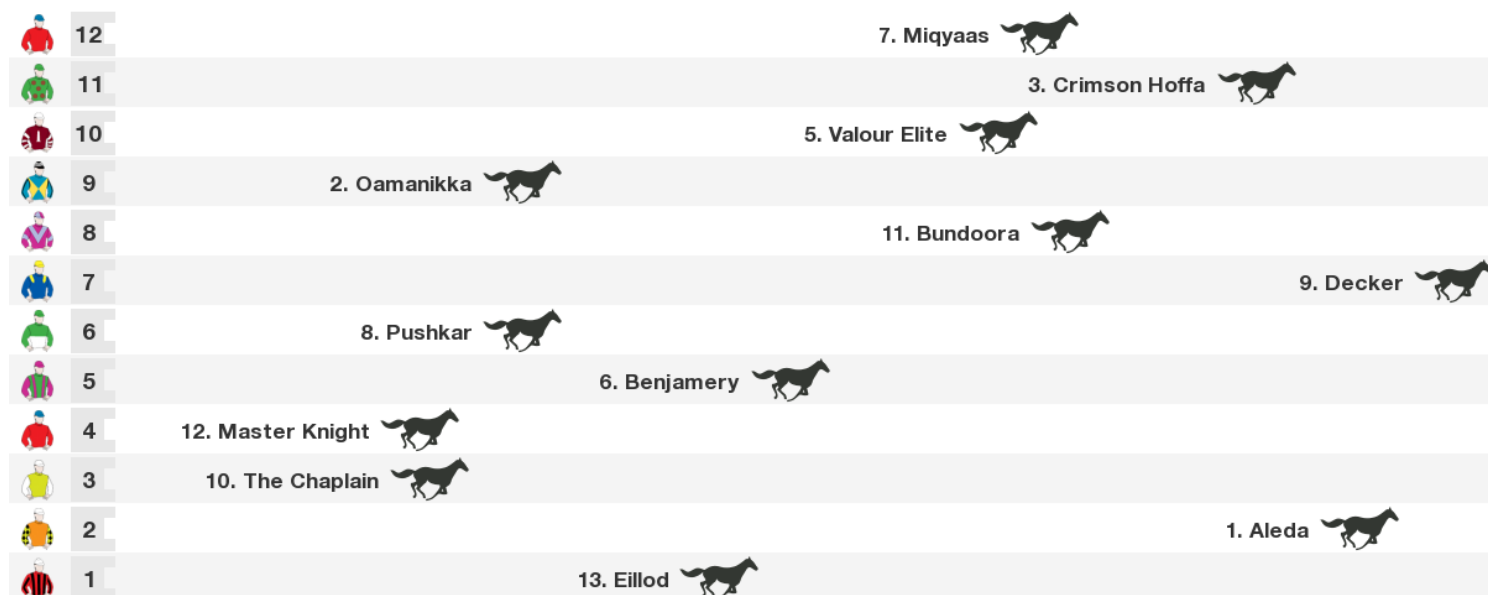 12 7. Miqyaas
11 3. Crimson Hoffa
10 5. Valour Elite
9 2. Oamanikka
8 11. Bundoora
7 9. Decker
6 8. Pushkar
5 6. Benjamery
4 12. Master Knight
3 10. The Chaplain
2 1. Aleda
1 13. Eillod